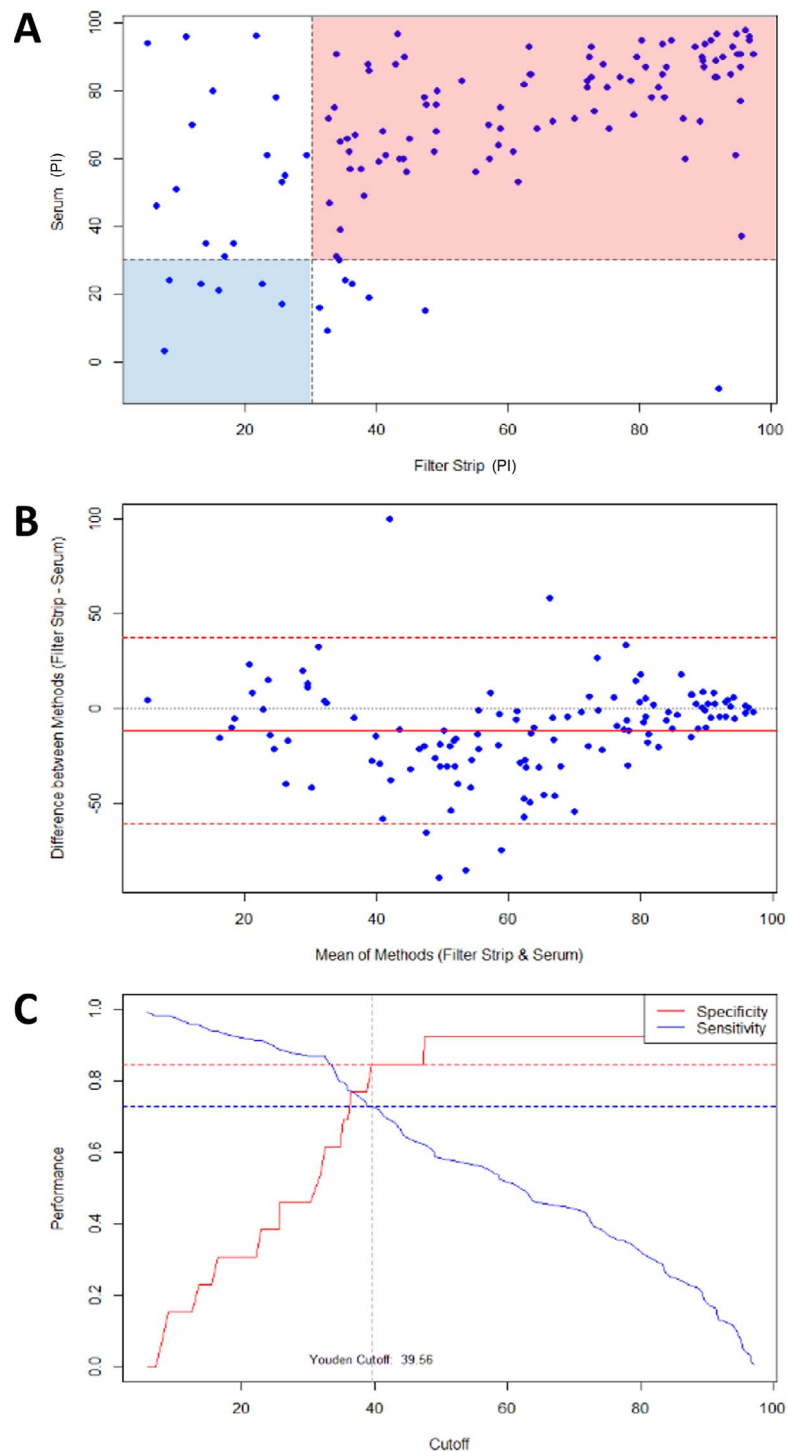 A
100
80
60
40
20
0
Serum (PI)
20
40
60
80
100
Filter Strip (PI)
B
100
50
0
-50
Difference between Methods (Filter Strip - Serum)
20
40
60
80
100
Mean of Methods (Filter Strip & Serum)
C
1.0
0.8
0.6
0.4
0.2
0.0
Performance
Specificity
Sensitivity
Youden Cutoff: 39.56
20
40
60
80
100
Cutoff